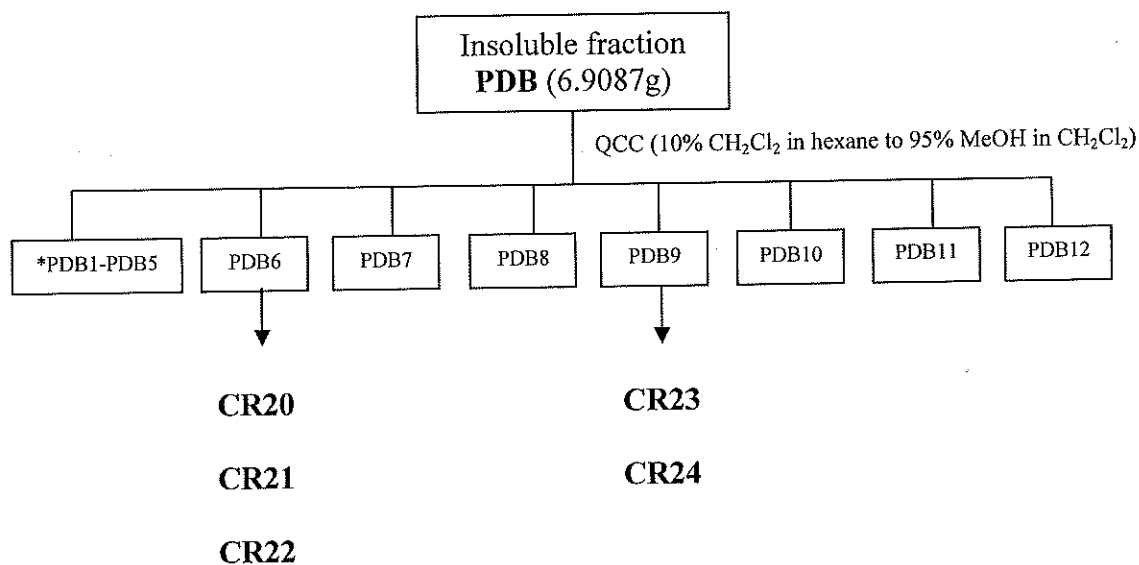 Insoluble fraction
PDB (6.9087g)
QCC (10% CH₂Cl₂ in hexane to 95% MeOH in CH₂Cl₂)
*PDB1-PDB5
PDB6
PDB7
PDB8
PDB9
PDB10
PDB11
PDB12
CR20
CR23
CR21
CR24
CR22